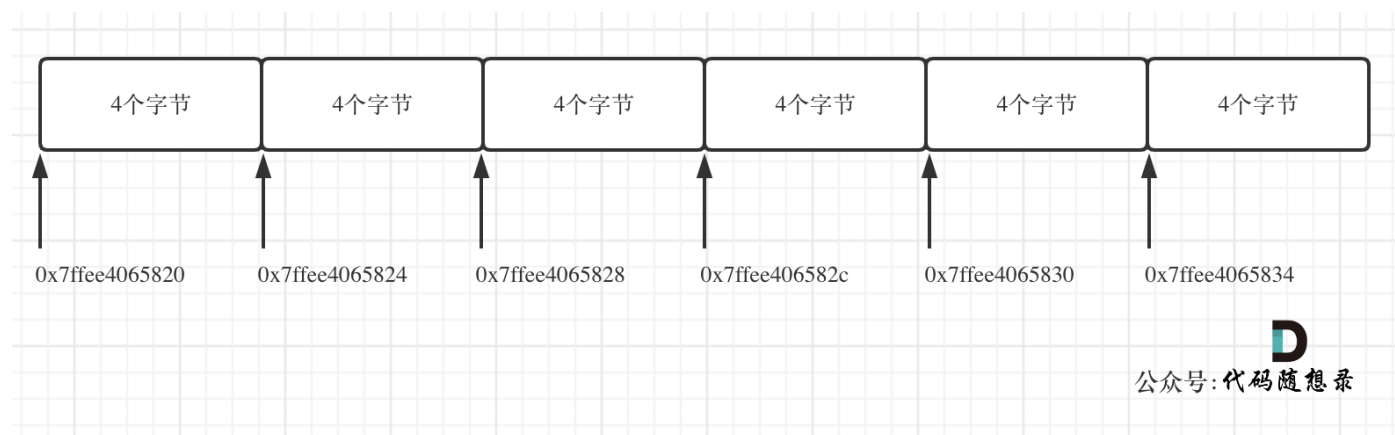 4个字节 4个字节 4个字节 4个字节 4个字节 4个字节
0x7ffee4065820 0x7ffee4065824 0x7ffee4065828 0x7ffee406582c 0x7ffee4065830 0x7ffee4065834
公众号:代码随想录